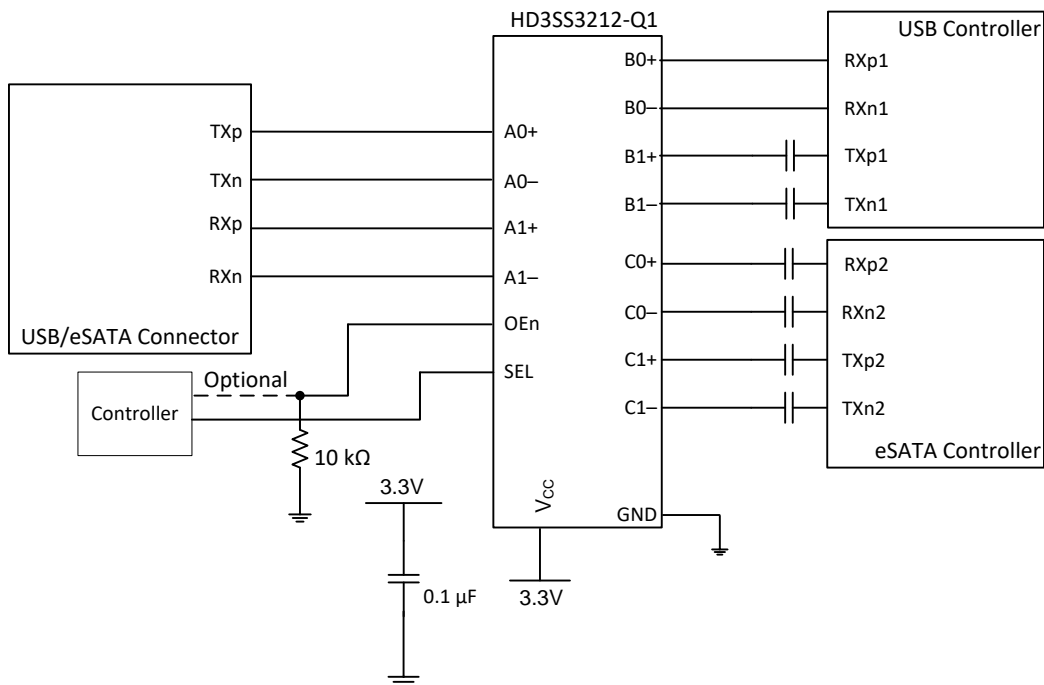 HD3SS3212-Q1
USB Controller
B0+
RXp1
B0–
RXn1
TXp
A0+
B1+
TXp1
TXn
A0–
B1–
TXn1
RXp
A1+
C0+
RXp2
RXn
A1–
C0–
RXn2
USB/eSATA Connector
OEn
C1+
TXp2
Optional
SEL
C1–
TXn2
Controller
eSATA Controller
10 kΩ
3.3V
VCC
GND
0.1 µF
3.3V